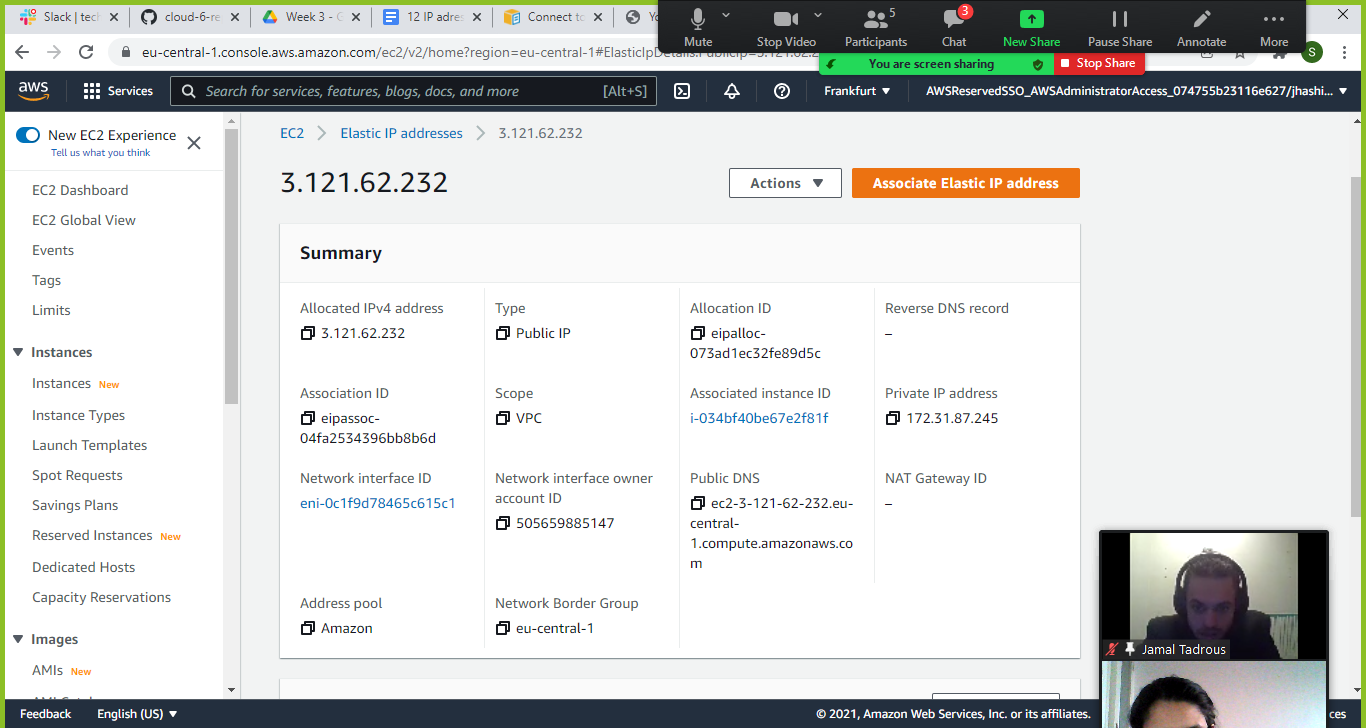 Slack | tech
cloud-6-re
Week 3 - G
12 IP adres
Connect to
Yo
Mute
Stop Video
5
Participants
3
Chat
New Share
Pause Share
Annotate
More
eu-central-1.console.aws.amazon.com/ec2/v2/home?region=eu-central-1#ElasticIpDetails:PublicIp=3.121.62.2
You are screen sharing
Stop Share
S
aws
Services
Search for services, features, blogs, docs, and more
[Alt+S]
Frankfurt
AWSReservedSSO_AWSAdministratorAccess_074755b23116e627/jhashi...
New EC2 Experience
Tell us what you think
EC2 Dashboard
EC2 Global View
Events
Tags
Limits
Instances
Instances New
Instance Types
Launch Templates
Spot Requests
Savings Plans
Reserved Instances New
Dedicated Hosts
Capacity Reservations
Images
AMIs New
EC2
Elastic IP addresses
3.121.62.232
3.121.62.232
Actions
Associate Elastic IP address
Summary
Allocated IPv4 address
3.121.62.232
Type
Public IP
Allocation ID
eipalloc-
073ad1ec32fe89d5c
Reverse DNS record
–
Association ID
eipassoc-
04fa2534396bb8b6d
Scope
VPC
Associated instance ID
i-034bf40be67e2f81f
Private IP address
172.31.87.245
Network interface ID
eni-0c1f9d78465c615c1
Network interface owner
account ID
505659885147
Public DNS
ec2-3-121-62-232.eu-
central-
1.compute.amazonaws.co
m
NAT Gateway ID
–
Address pool
Amazon
Network Border Group
eu-central-1
Jamal Tadrous
Feedback
English (US)
© 2021, Amazon Web Services, Inc. or its affiliates.
ces